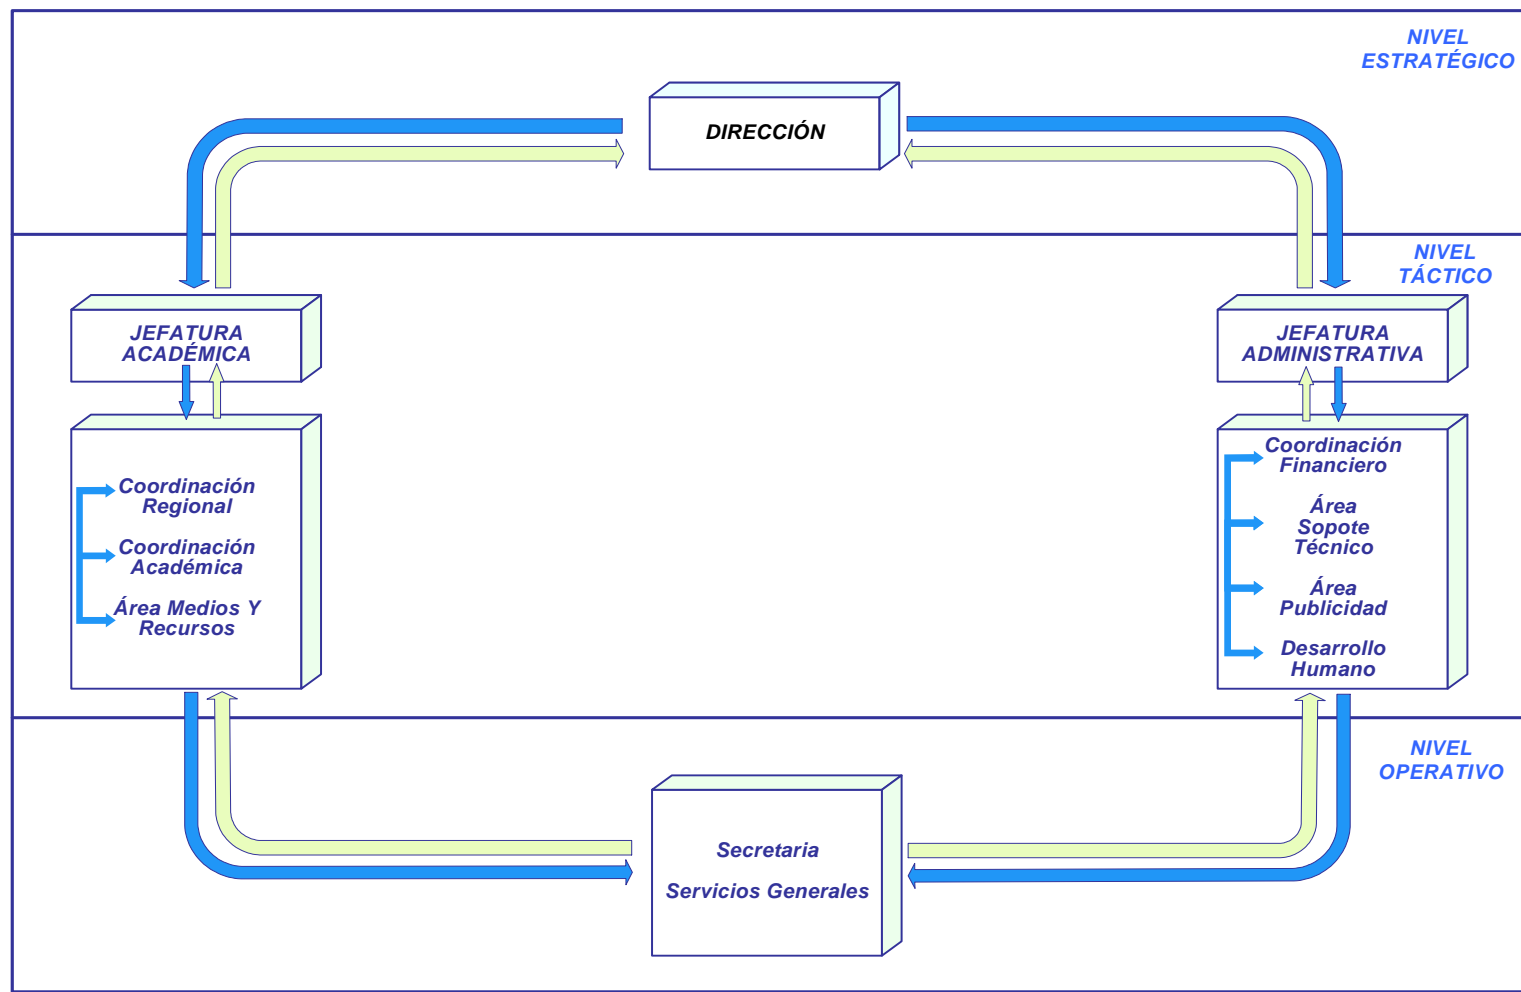 NIVEL
ESTRATÉGICO
DIRECCIÓN
NIVEL
TÁCTICO
JEFATURA
ACADÉMICA
JEFATURA
ADMINISTRATIVA
Coordinación
Regional
Coordinación
Académica
Área Medios Y
Recursos
Coordinación
Financiero
Área
Sopote
Técnico
Área
Publicidad
Desarrollo
Humano
NIVEL
OPERATIVO
Secretaria
Servicios Generales